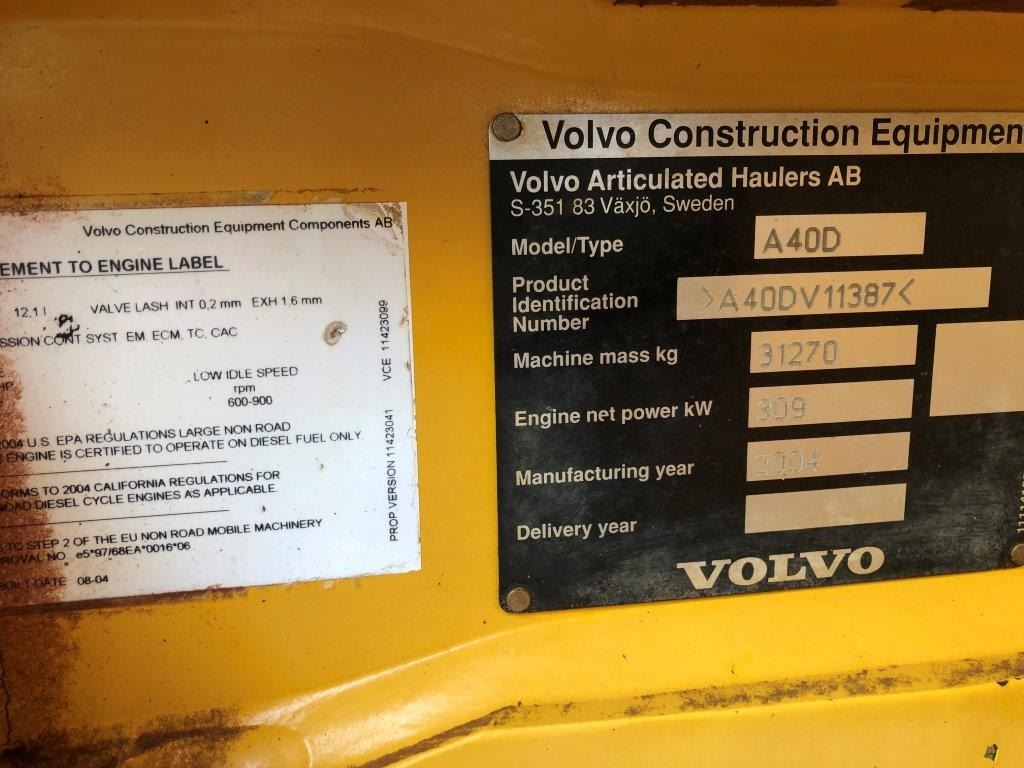 Volvo Construction Equipment Components AB
EMENT TO ENGINE LABEL
12,1 l VALVE LASH INT 0,2 mm EXH 1,6 mm
SSION CONT SYST EM, ECM, TC, CAC
HP
LOW IDLE SPEED
rpm
600-900
2004 U.S. EPA REGULATIONS LARGE NON ROAD
ENGINE IS CERTIFIED TO OPERATE ON DIESEL FUEL ONLY.
ORMS TO 2004 CALIFORNIA REGULATIONS FOR
ROAD DIESEL CYCLE ENGINES AS APPLICABLE.
TO STEP 2 OF THE EU NON ROAD MOBILE MACHINERY
ROVAL NO. e5*97/68EA*0016*06
BUILT DATE 08-04
PROP VERSION 11423041
VCE 11423099
Volvo Construction Equipmen
Volvo Articulated Haulers AB
S-351 83 Växjö, Sweden
Model/Type A40D
Product
Identification
Number >A40DV11387<
Machine mass kg 31270
Engine net power kW 309
Manufacturing year 2004
Delivery year
VOLVO